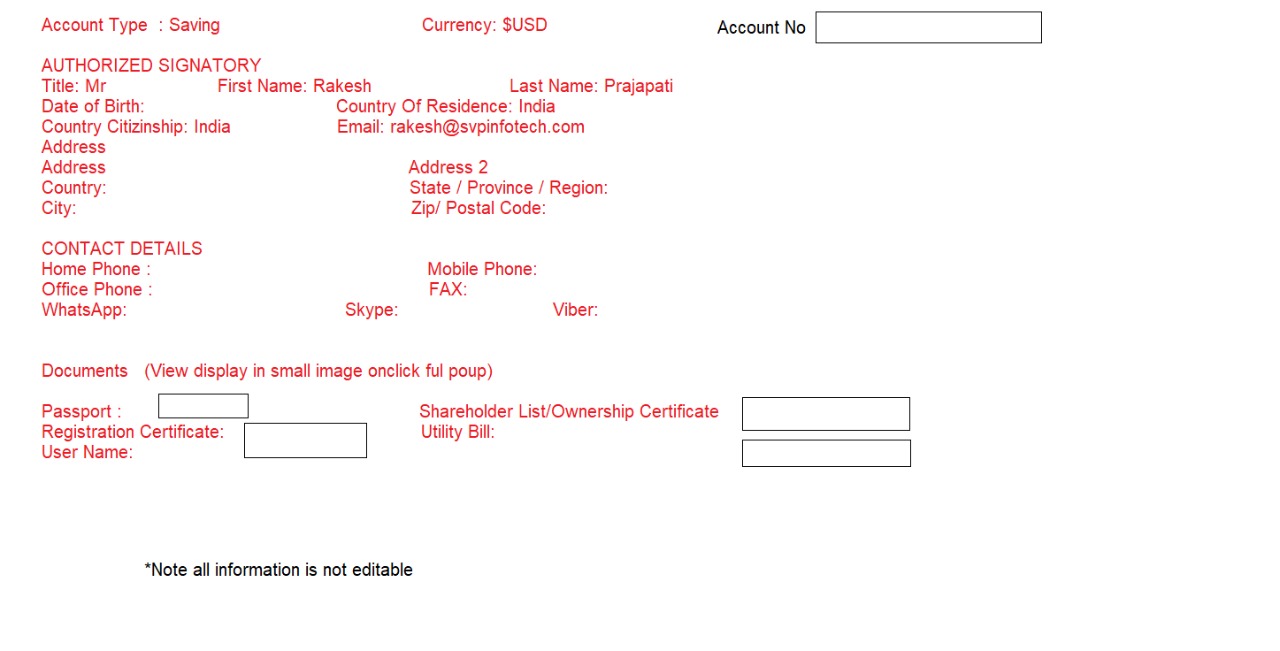 Account Type : Saving Currency: $USD Account No
AUTHORIZED SIGNATORY
Title: Mr First Name: Rakesh Last Name: Prajapati
Date of Birth: Country Of Residence: India
Country Citizinship: India Email: rakesh@svpinfotech.com
Address
Address Address 2
Country: State / Province / Region:
City: Zip/ Postal Code:
CONTACT DETAILS
Home Phone : Mobile Phone:
Office Phone : FAX:
WhatsApp: Skype: Viber:
Documents (View display in small image onclick ful poup)
Passport : Shareholder List/Ownership Certificate
Registration Certificate: Utility Bill:
User Name:
*Note all information is not editable